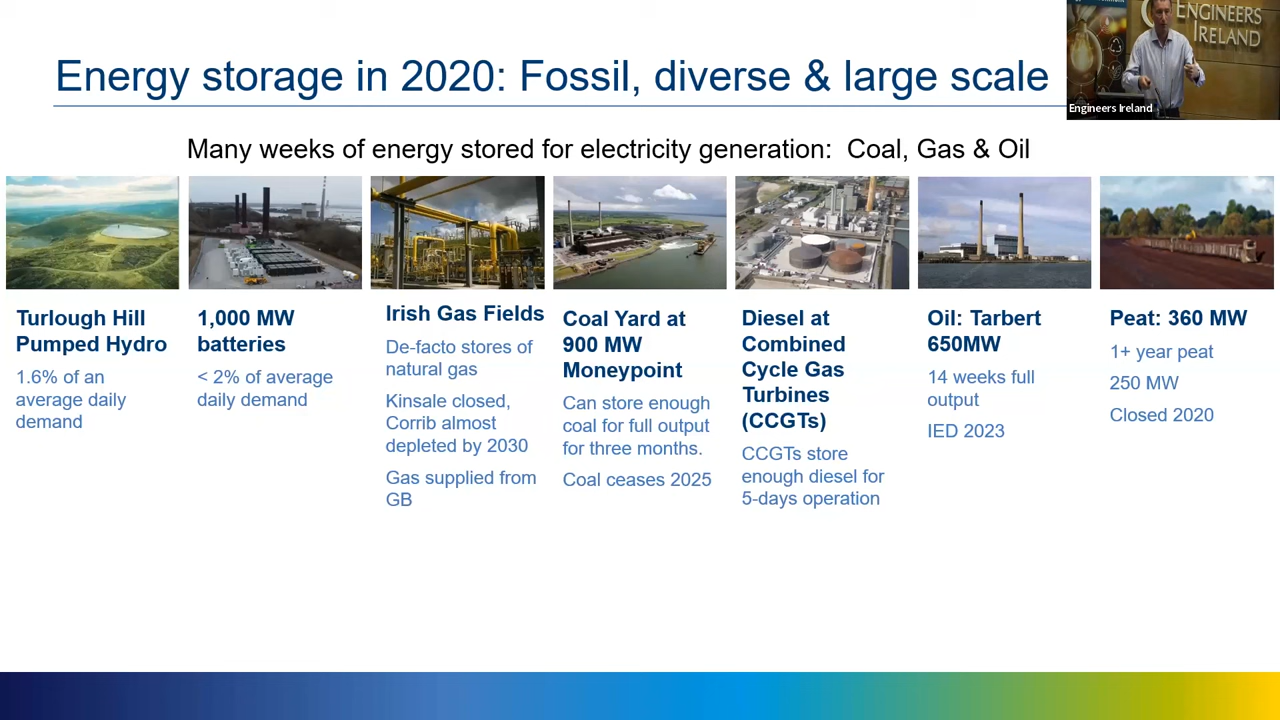 Energy storage in 2020: Fossil, diverse & large scale
ENGINEERS
IRELAND
Engineers Ireland
Many weeks of energy stored for electricity generation: Coal, Gas & Oil
Turlough Hill
Pumped Hydro
1.6% of an
average daily
demand
1,000 MW
batteries
< 2% of average
daily demand
Irish Gas Fields
De-facto stores of
natural gas
Kinsale closed,
Corrib almost
depleted by 2030
Gas supplied from
GB
Coal Yard at
900 MW
Moneypoint
Can store enough
coal for full output
for three months.
Coal ceases 2025
Diesel at
Combined
Cycle Gas
Turbines
(CCGTs)
CCGTs store
enough diesel for
5-days operation
Oil: Tarbert
650MW
14 weeks full
output
IED 2023
Peat: 360 MW
1+ year peat
250 MW
Closed 2020